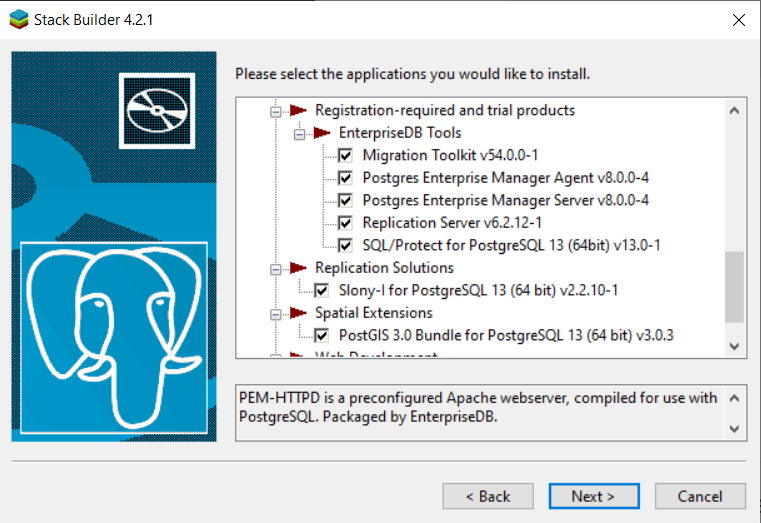 Stack Builder 4.2.1
Please select the applications you would like to install.
Registration-required and trial products
EnterpriseDB Tools
Migration Toolkit v54.0.0-1
Postgres Enterprise Manager Agent v8.0.0-4
Postgres Enterprise Manager Server v8.0.0-4
Replication Server v6.2.12-1
SQL/Protect for PostgreSQL 13 (64bit) v13.0-1
Replication Solutions
Slony-I for PostgreSQL 13 (64 bit) v2.2.10-1
Spatial Extensions
PostGIS 3.0 Bundle for PostgreSQL 13 (64 bit) v3.0.3
Web Development
PEM-HTTPD is a preconfigured Apache webserver, compiled for use with
PostgreSQL. Packaged by EnterpriseDB.
< Back
Next >
Cancel